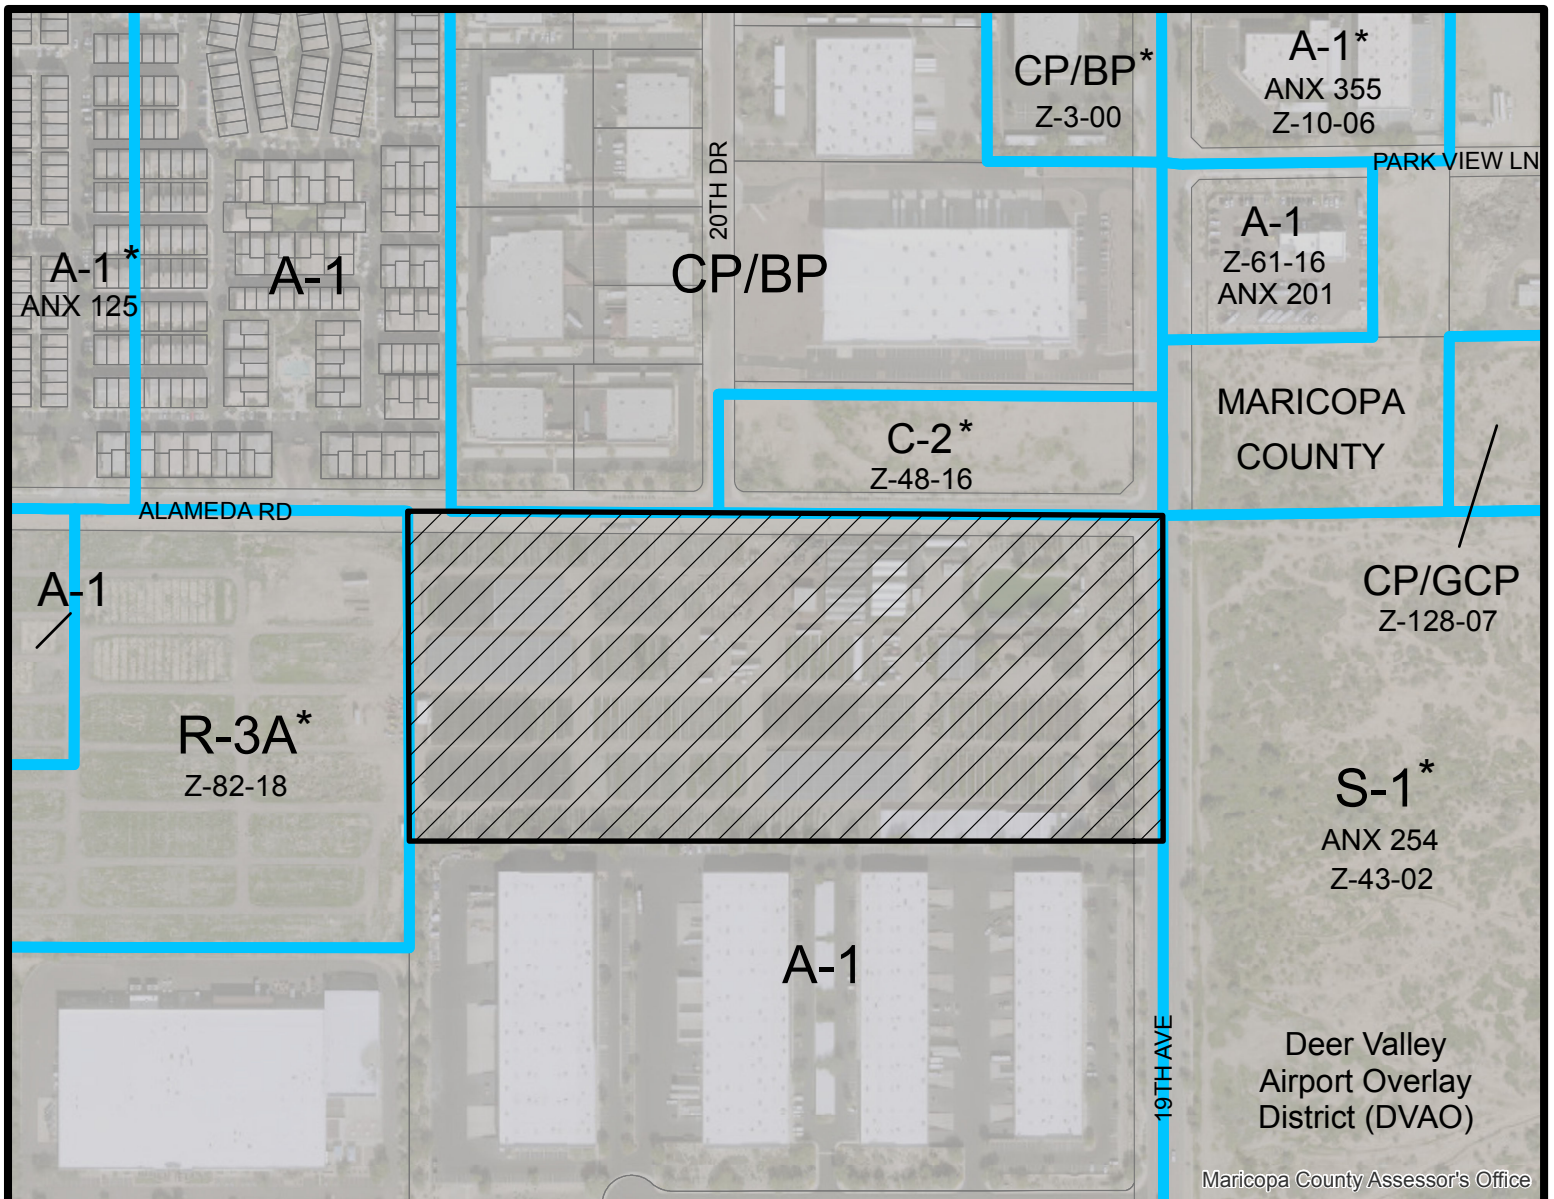 A-1*
ANX 355
Z-10-06
CP/BP*
Z-3-00
PARK VIEW LN
20TH DR
A-1
Z-61-16
ANX 201
A-1*
ANX 125
A-1
CP/BP
MARICOPA
COUNTY
C-2*
Z-48-16
ALAMEDA RD
A-1
CP/GCP
Z-128-07
R-3A*
Z-82-18
S-1*
ANX 254
Z-43-02
A-1
19TH AVE
Deer Valley
Airport Overlay
District (DVAO)
Maricopa County Assessor's Office